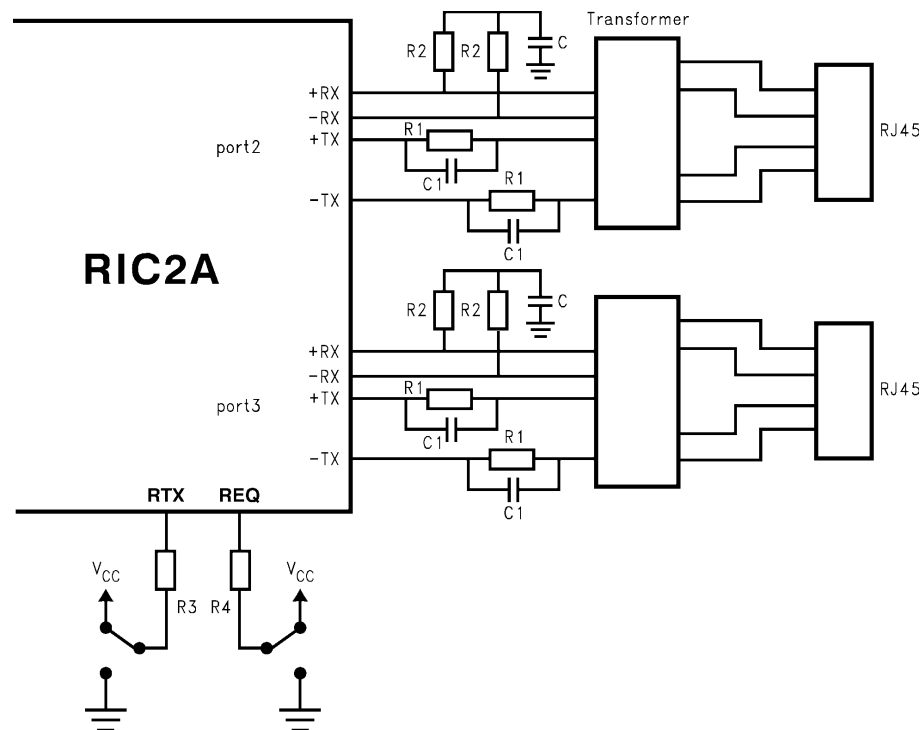 Transformer
R2 R2 C
+RX
-RX
+TX
R1
port2
C1
R1
-TX
C1
RJ45
RIC2A
R2 R2 C
+RX
-RX
+TX
R1
port3
C1
R1
-TX
C1
RJ45
RTX REQ
VCC R3 R4 VCC